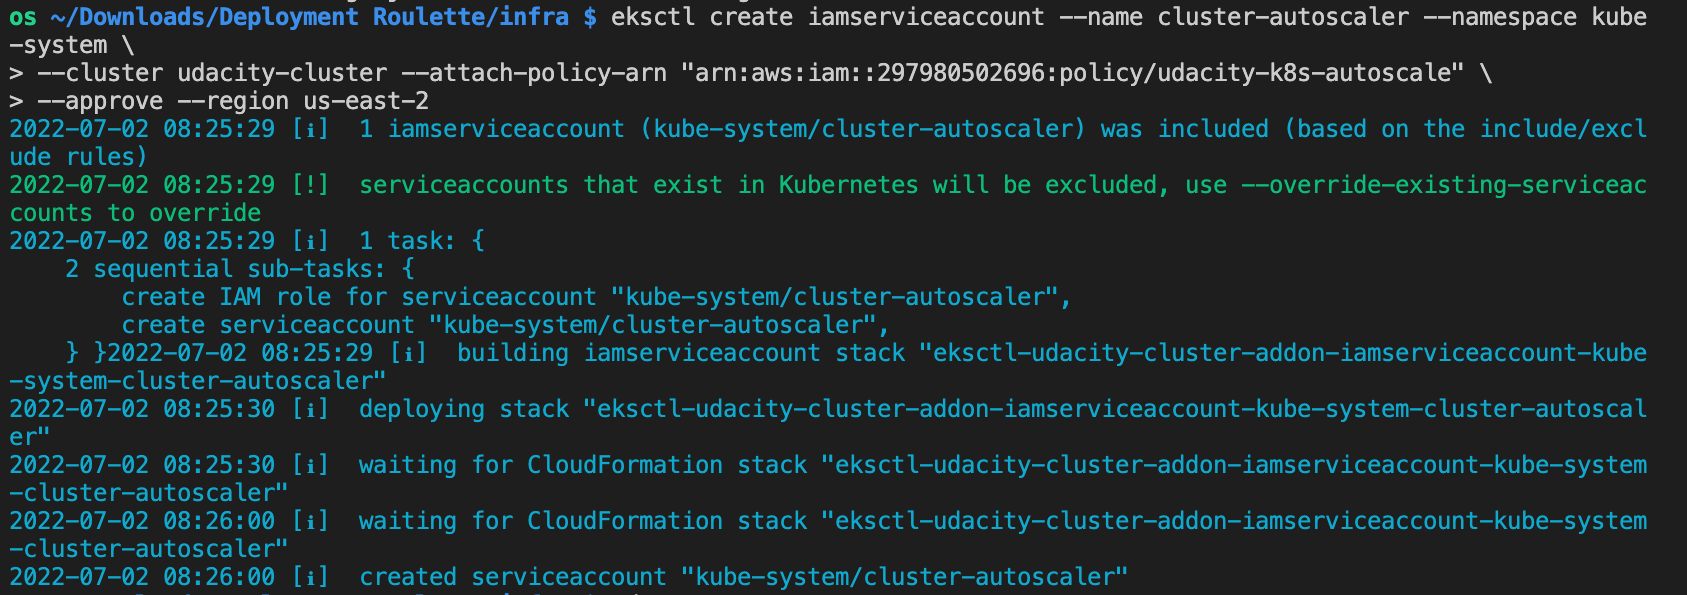 os ~/Downloads/Deployment Roulette/infra $ eksctl create iamserviceaccount --name cluster-autoscaler --namespace kube
-system \
> --cluster udacity-cluster --attach-policy-arn "arn:aws:iam::297980502696:policy/udacity-k8s-autoscale" \
> --approve --region us-east-2
2022-07-02 08:25:29 [ℹ]  1 iamserviceaccount (kube-system/cluster-autoscaler) was included (based on the include/excl
ude rules)
2022-07-02 08:25:29 [!]  serviceaccounts that exist in Kubernetes will be excluded, use --override-existing-serviceac
counts to override
2022-07-02 08:25:29 [ℹ]  1 task: {
    2 sequential sub-tasks: {
        create IAM role for serviceaccount "kube-system/cluster-autoscaler",
        create serviceaccount "kube-system/cluster-autoscaler",
    } }2022-07-02 08:25:29 [ℹ]  building iamserviceaccount stack "eksctl-udacity-cluster-addon-iamserviceaccount-kube
-system-cluster-autoscaler"
2022-07-02 08:25:30 [ℹ]  deploying stack "eksctl-udacity-cluster-addon-iamserviceaccount-kube-system-cluster-autoscal
er"
2022-07-02 08:25:30 [ℹ]  waiting for CloudFormation stack "eksctl-udacity-cluster-addon-iamserviceaccount-kube-system
-cluster-autoscaler"
2022-07-02 08:26:00 [ℹ]  waiting for CloudFormation stack "eksctl-udacity-cluster-addon-iamserviceaccount-kube-system
-cluster-autoscaler"
2022-07-02 08:26:00 [ℹ]  created serviceaccount "kube-system/cluster-autoscaler"